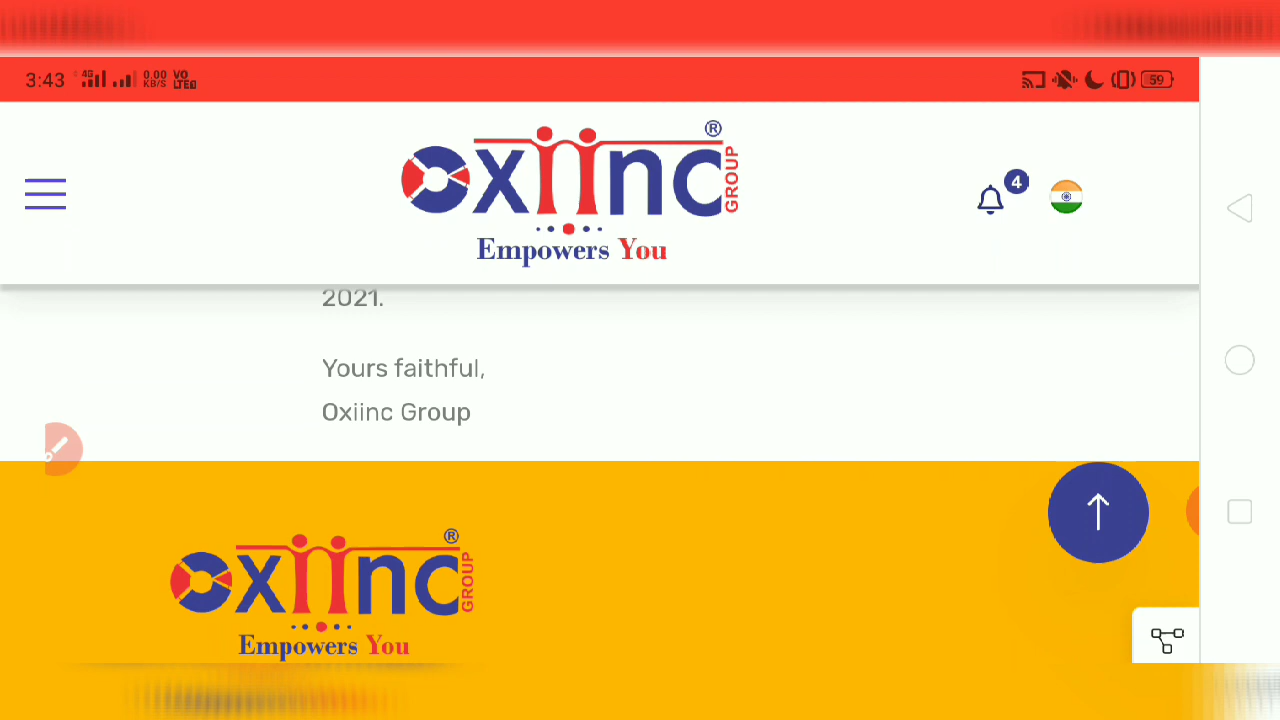 3:43 4G 0.00 KB/S VO LTE1 59
oxiinc ® GROUP
Empowers You
4
2021.
Yours faithful,
Oxiinc Group
oxiinc ® GROUP
Empowers You